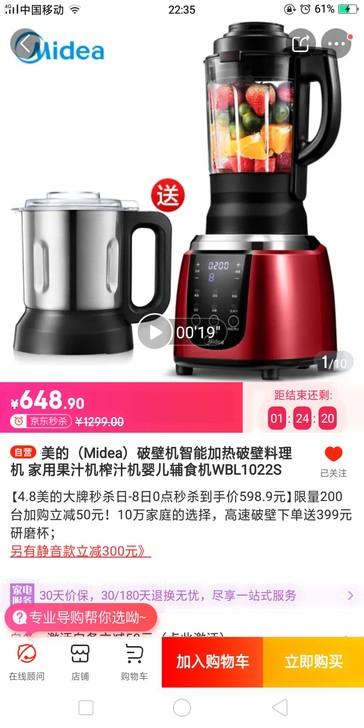 4G 中国移动 22:35 61%
Midea
送
0200
Midea
00'19"
1/10
¥648.90
京东秒杀 ¥1299.00
距结束还剩:
01:24:20
自营 美的（Midea）破壁机智能加热破壁料理
机 家用果汁机榨汁机婴儿辅食机WBL1022S
已关注
【4.8美的大牌秒杀日-8日0点秒杀到手价598.9元】限量200
台加购立减50元！10万家庭的选择，高速破壁下单送399元
研磨杯；
另有静音款立减300元》
家电
服务
30天价保，30/180天退换无忧，尽享一站式服务
专业导购帮你选呦~
在线顾问
店铺
购物车
加入购物车
立即购买